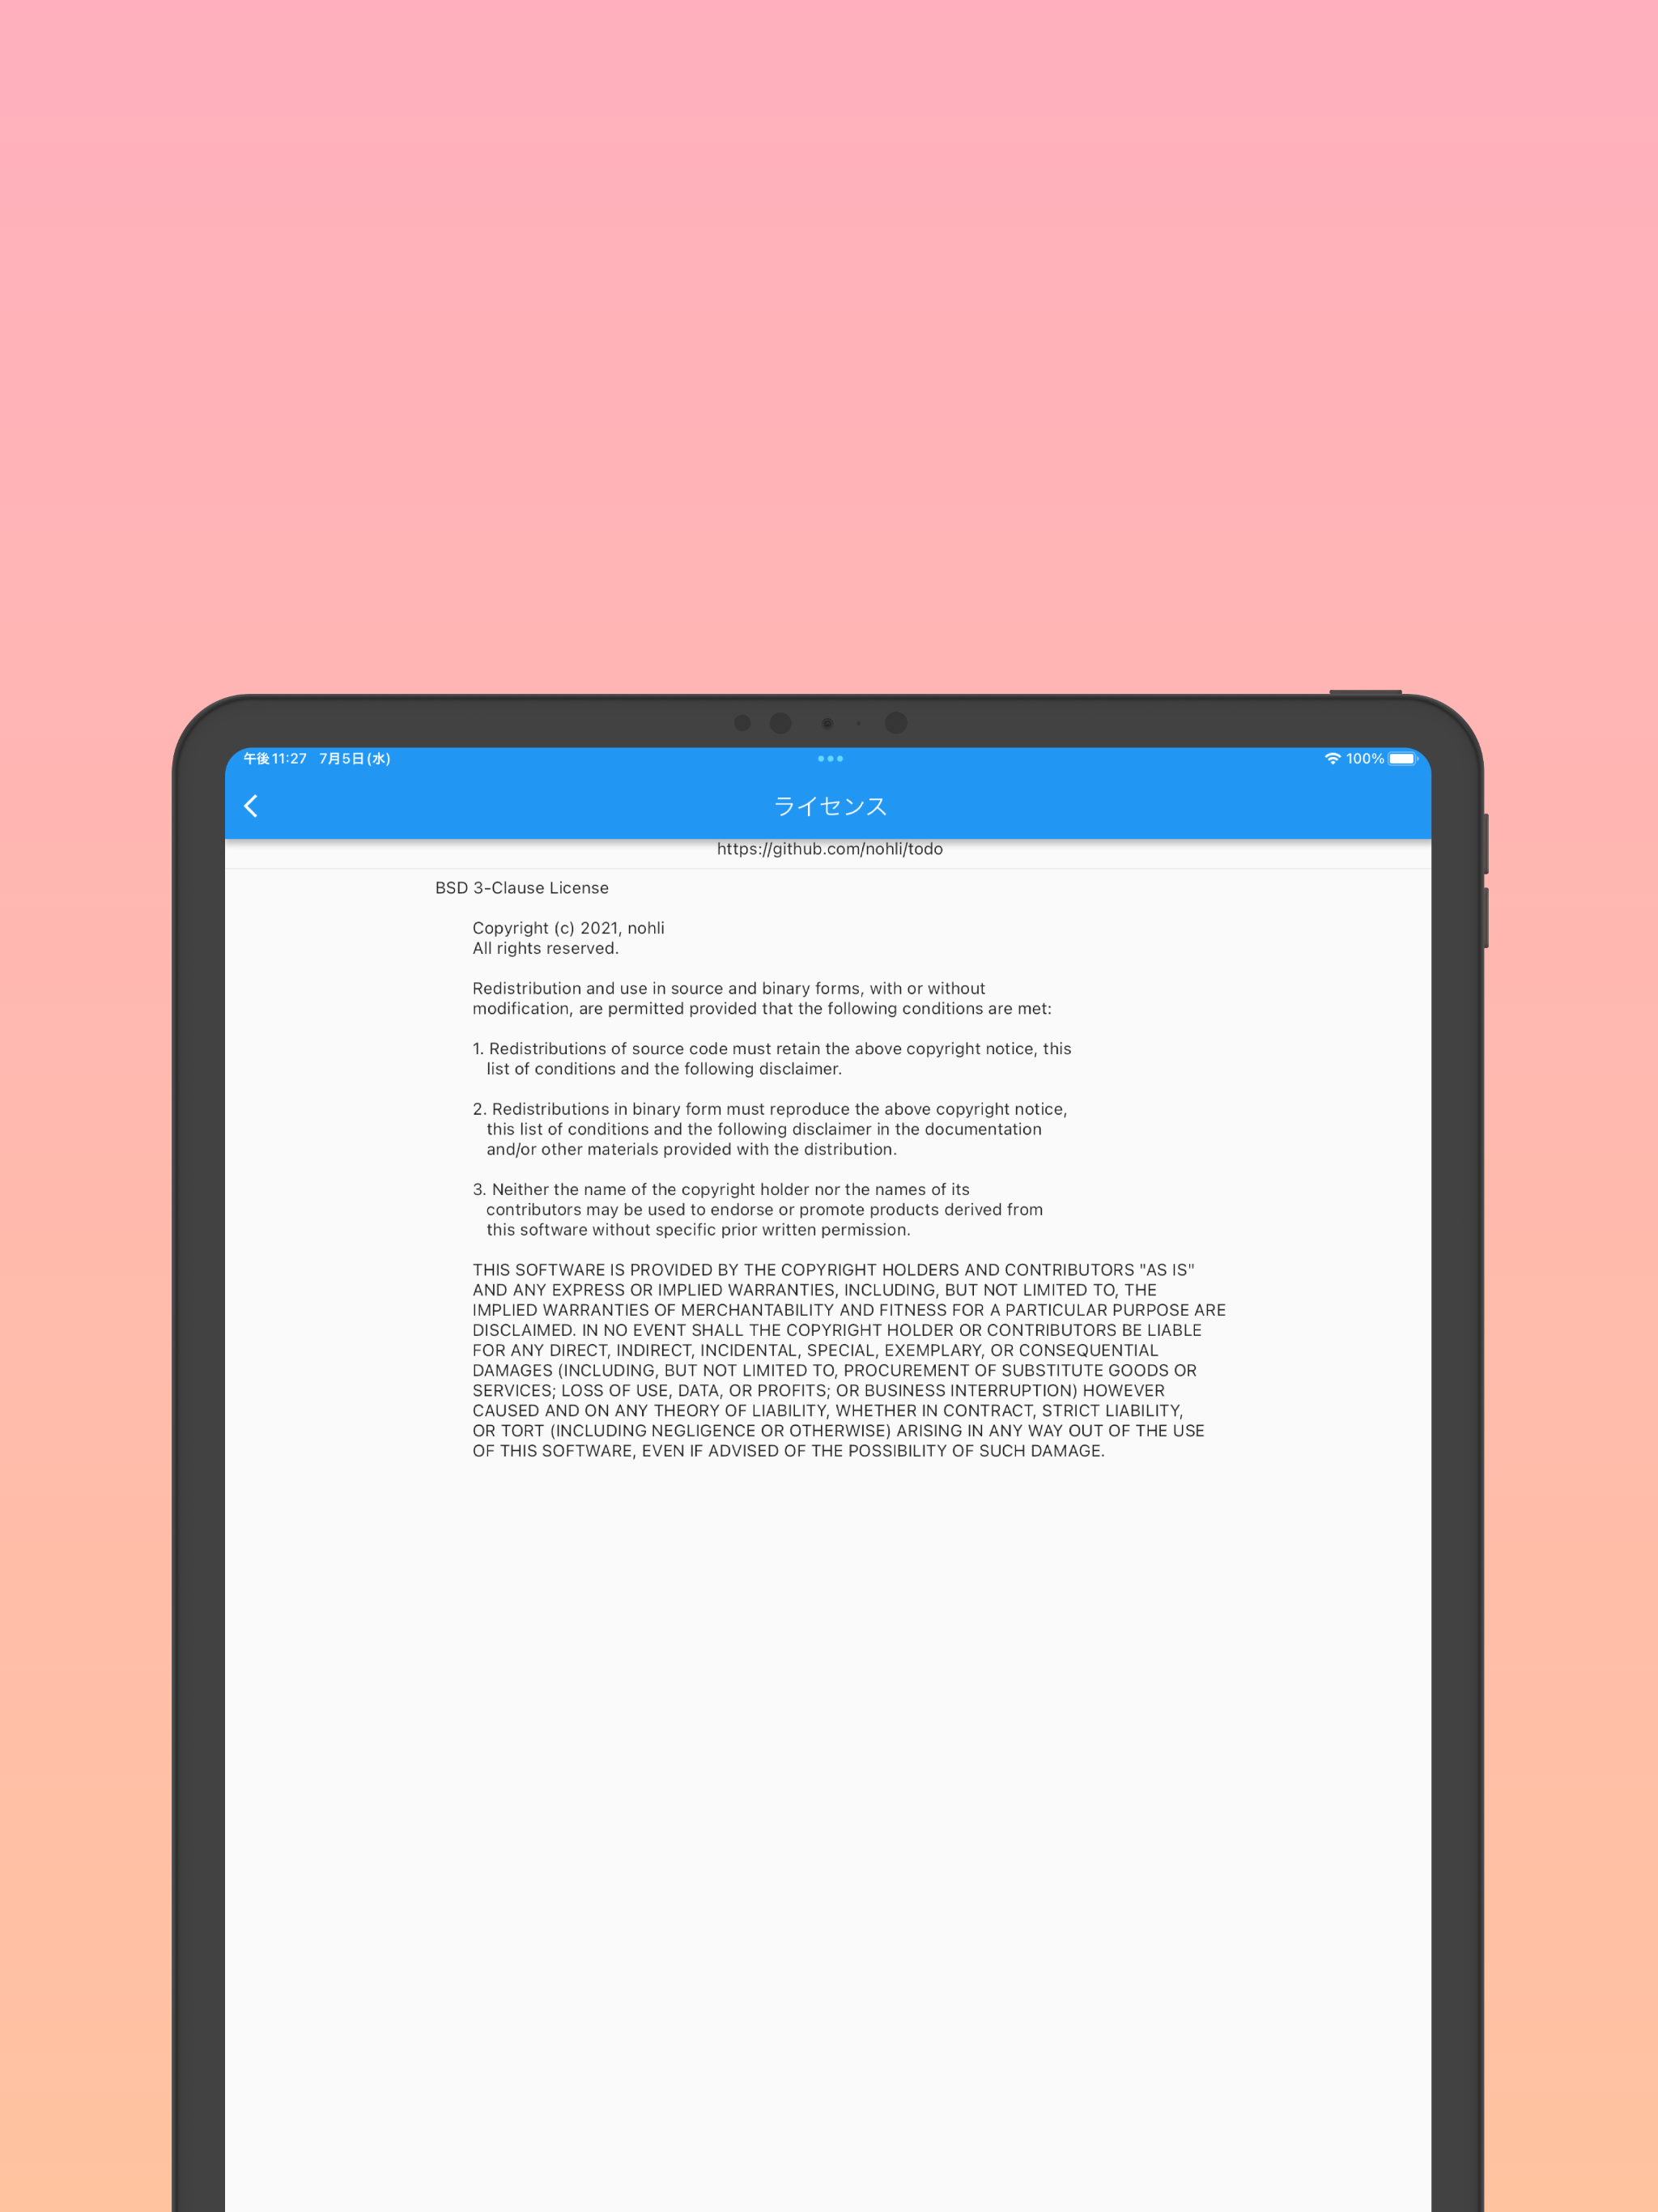 午後11:27 7月5日(水)
100%
ライセンス
https://github.com/nohli/todo
BSD 3-Clause License
Copyright (c) 2021, nohli
All rights reserved.
Redistribution and use in source and binary forms, with or without
modification, are permitted provided that the following conditions are met:
1. Redistributions of source code must retain the above copyright notice, this
list of conditions and the following disclaimer.
2. Redistributions in binary form must reproduce the above copyright notice,
this list of conditions and the following disclaimer in the documentation
and/or other materials provided with the distribution.
3. Neither the name of the copyright holder nor the names of its
contributors may be used to endorse or promote products derived from
this software without specific prior written permission.
THIS SOFTWARE IS PROVIDED BY THE COPYRIGHT HOLDERS AND CONTRIBUTORS "AS IS"
AND ANY EXPRESS OR IMPLIED WARRANTIES, INCLUDING, BUT NOT LIMITED TO, THE
IMPLIED WARRANTIES OF MERCHANTABILITY AND FITNESS FOR A PARTICULAR PURPOSE ARE
DISCLAIMED. IN NO EVENT SHALL THE COPYRIGHT HOLDER OR CONTRIBUTORS BE LIABLE
FOR ANY DIRECT, INDIRECT, INCIDENTAL, SPECIAL, EXEMPLARY, OR CONSEQUENTIAL
DAMAGES (INCLUDING, BUT NOT LIMITED TO, PROCUREMENT OF SUBSTITUTE GOODS OR
SERVICES; LOSS OF USE, DATA, OR PROFITS; OR BUSINESS INTERRUPTION) HOWEVER
CAUSED AND ON ANY THEORY OF LIABILITY, WHETHER IN CONTRACT, STRICT LIABILITY,
OR TORT (INCLUDING NEGLIGENCE OR OTHERWISE) ARISING IN ANY WAY OUT OF THE USE
OF THIS SOFTWARE, EVEN IF ADVISED OF THE POSSIBILITY OF SUCH DAMAGE.